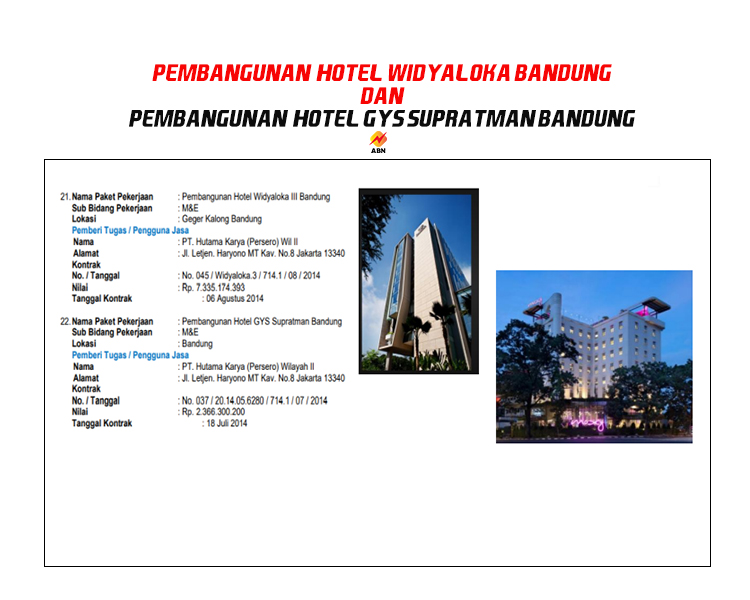 PEMBANGUNAN HOTEL WIDYALOKA BANDUNG
DAN
PEMBANGUNAN HOTEL GYS SUPRATMAN BANDUNG
ABN
21. Nama Paket Pekerjaan : Pembangunan Hotel Widyaloka III Bandung
Sub Bidang Pekerjaan : M&E
Lokasi : Geger Kalong Bandung
Pemberi Tugas / Pengguna Jasa
Nama : PT. Hutama Karya (Persero) Wil II
Alamat : Jl. Letjen. Haryono MT Kav. No.8 Jakarta 13340
Kontrak
No. / Tanggal : No. 045 / Widyaloka.3 / 714.1 / 08 / 2014
Nilai : Rp. 7.335.174.393
Tanggal Kontrak : 06 Agustus 2014
22. Nama Paket Pekerjaan : Pembangunan Hotel GYS Supratman Bandung
Sub Bidang Pekerjaan : M&E
Lokasi : Bandung
Pemberi Tugas / Pengguna Jasa
Nama : PT. Hutama Karya (Persero) Wilayah II
Alamat : Jl. Letjen. Haryono MT Kav. No.8 Jakarta 13340
Kontrak
No. / Tanggal : No. 037 / 20.14.05.6280 / 714.1 / 07 / 2014
Nilai : Rp. 2.366.300.200
Tanggal Kontrak : 18 Juli 2014